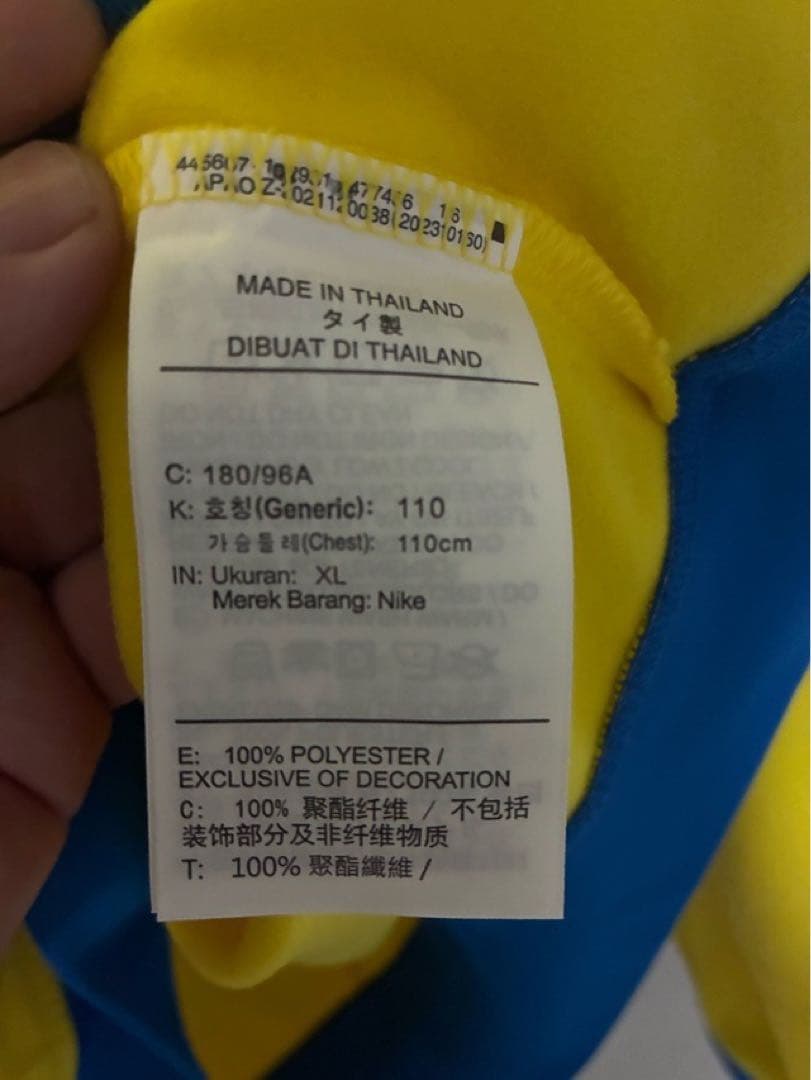 MADE IN THAILAND
タイ製
DIBUAT DI THAILAND
C: 180/96A
K: 호칭(Generic): 110
가슴둘레(Chest): 110cm
IN: Ukuran: XL
Merek Barang: Nike
E: 100% POLYESTER /
EXCLUSIVE OF DECORATION
C: 100% 聚酯纤维 / 不包括
装饰部分及非纤维物质
T: 100% 聚酯纖維 /